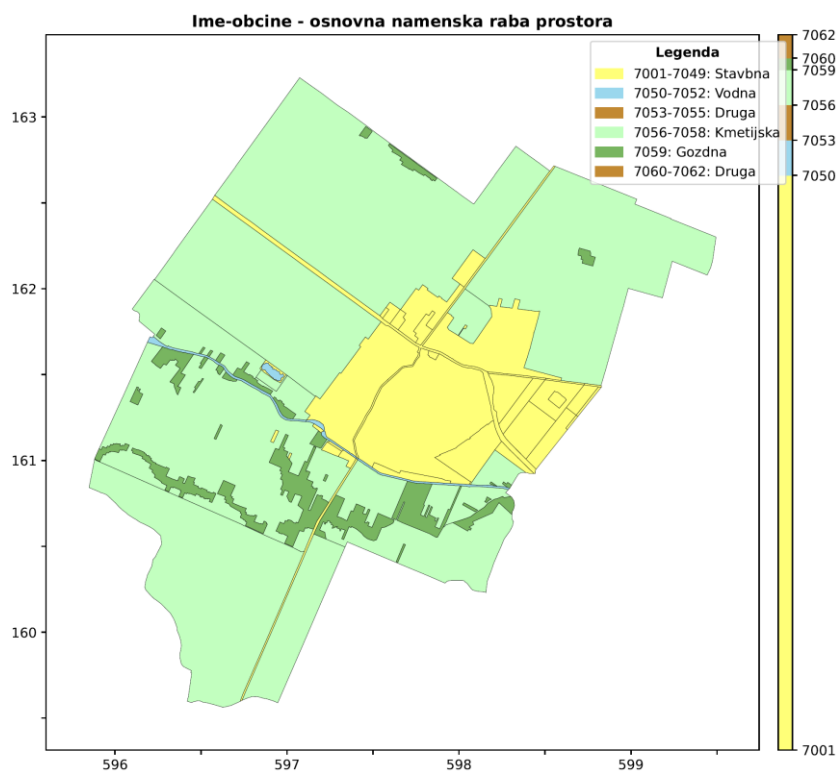 Ime-obcine - osnovna namenska raba prostora
Legenda
7001-7049: Stavbna
7050-7052: Vodna
7053-7055: Druga
7056-7058: Kmetijska
7059: Gozdna
7060-7062: Druga
163
162
161
160
596
597
598
599
7062
7060
7059
7056
7053
7050
7001